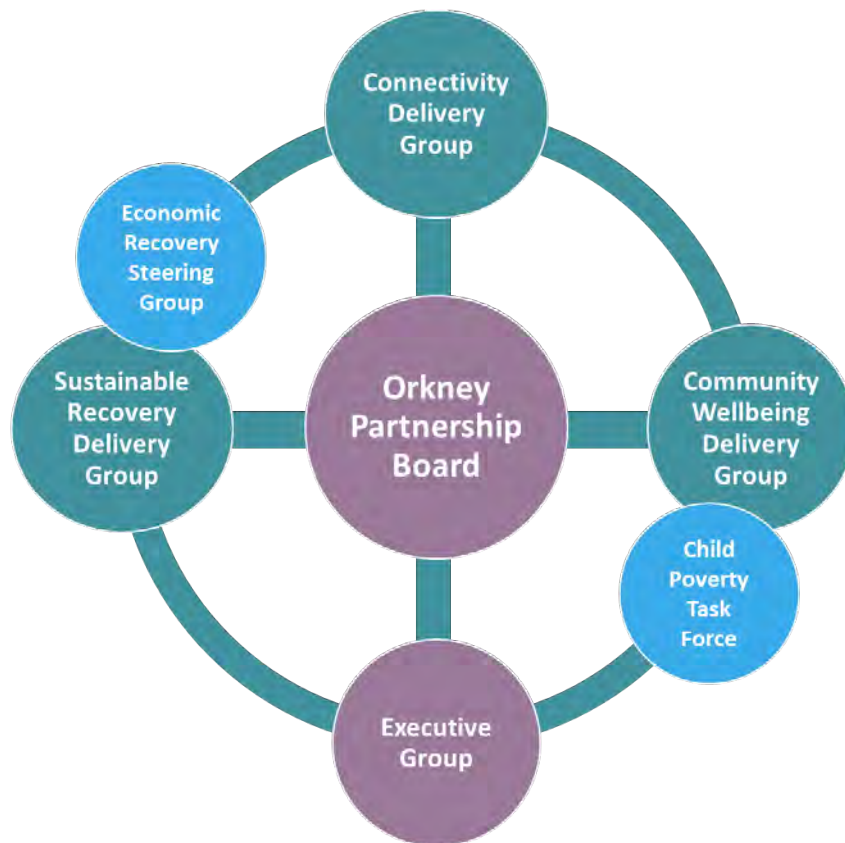 Connectivity
Delivery
Group
Economic
Recovery
Steering
Group
Sustainable
Recovery
Delivery
Group
Orkney
Partnership
Board
Community
Wellbeing
Delivery
Group
Child
Poverty
Task
Force
Executive
Group